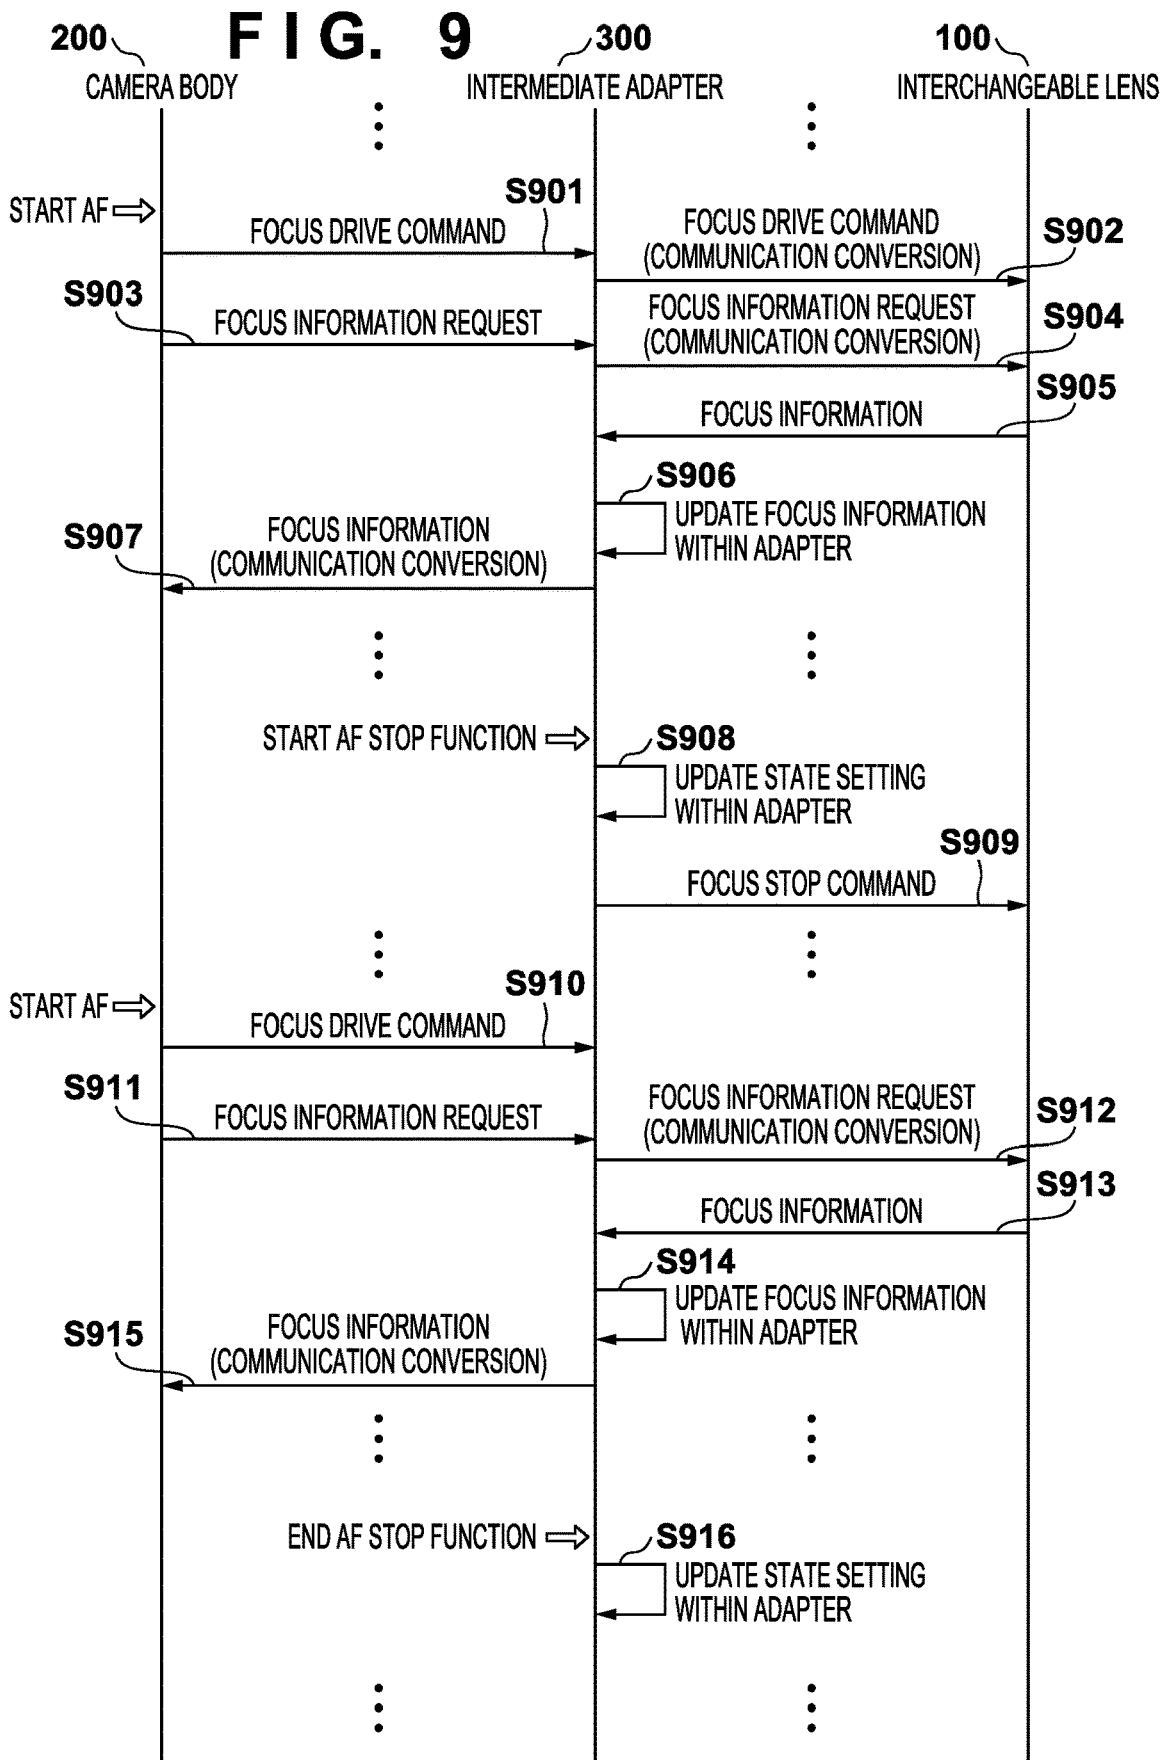 FIG. 9
200
300
100
CAMERA BODY
INTERMEDIATE ADAPTER
INTERCHANGEABLE LENS
START AF
S901
FOCUS DRIVE COMMAND
FOCUS DRIVE COMMAND
(COMMUNICATION CONVERSION)
S902
S903
FOCUS INFORMATION REQUEST
FOCUS INFORMATION REQUEST
(COMMUNICATION CONVERSION)
S904
S905
FOCUS INFORMATION
S906
UPDATE FOCUS INFORMATION
WITHIN ADAPTER
S907
FOCUS INFORMATION
(COMMUNICATION CONVERSION)
START AF STOP FUNCTION
S908
UPDATE STATE SETTING
WITHIN ADAPTER
S909
FOCUS STOP COMMAND
START AF
S910
FOCUS DRIVE COMMAND
S911
FOCUS INFORMATION REQUEST
FOCUS INFORMATION REQUEST
(COMMUNICATION CONVERSION)
S912
S913
FOCUS INFORMATION
S914
UPDATE FOCUS INFORMATION
WITHIN ADAPTER
S915
FOCUS INFORMATION
(COMMUNICATION CONVERSION)
END AF STOP FUNCTION
S916
UPDATE STATE SETTING
WITHIN ADAPTER